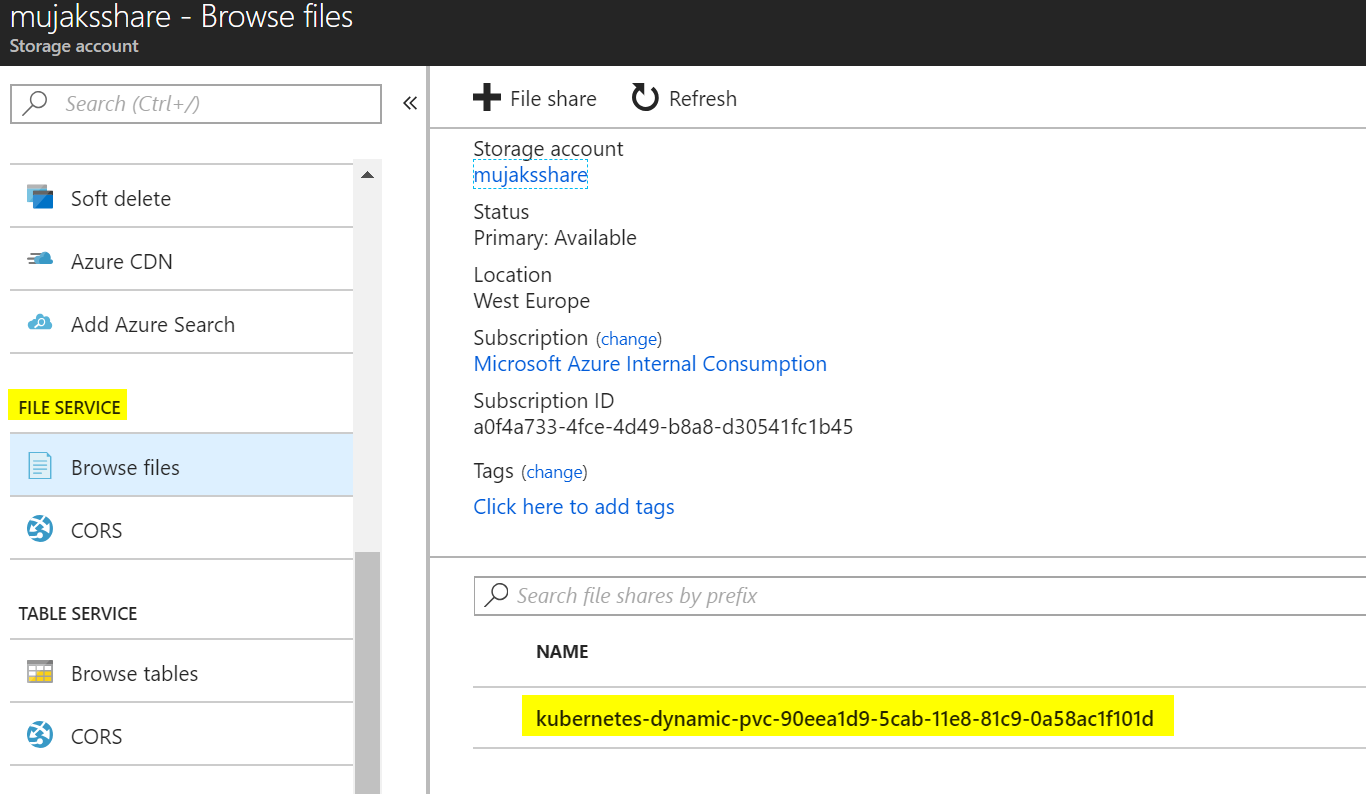 mujaksshare - Browse files
Storage account
Search (Ctrl+/)
Soft delete
Azure CDN
Add Azure Search
FILE SERVICE
Browse files
CORS
TABLE SERVICE
Browse tables
CORS
File share
Refresh
Storage account
mujaksshare
Status
Primary: Available
Location
West Europe
Subscription (change)
Microsoft Azure Internal Consumption
Subscription ID
a0f4a733-4fce-4d49-b8a8-d30541fc1b45
Tags (change)
Click here to add tags
Search file shares by prefix
NAME
kubernetes-dynamic-pvc-90eea1d9-5cab-11e8-81c9-0a58ac1f101d